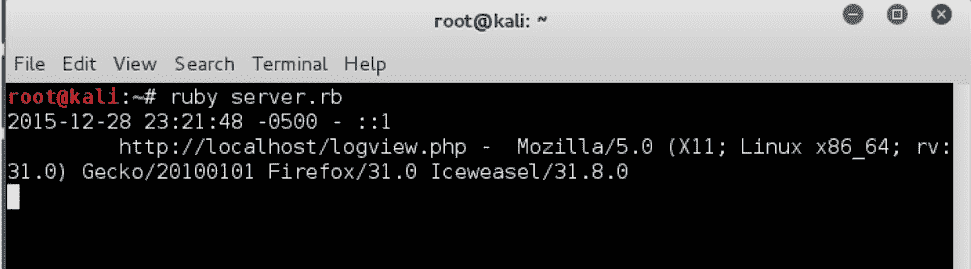 root@kali: ~
File Edit View Search Terminal Help
root@kali:~# ruby server.rb
2015-12-28 23:21:48 -0500 - ::1
http://localhost/logview.php -  Mozilla/5.0 (X11; Linux x86_64; rv:
31.0) Gecko/20100101 Firefox/31.0 Iceweasel/31.8.0